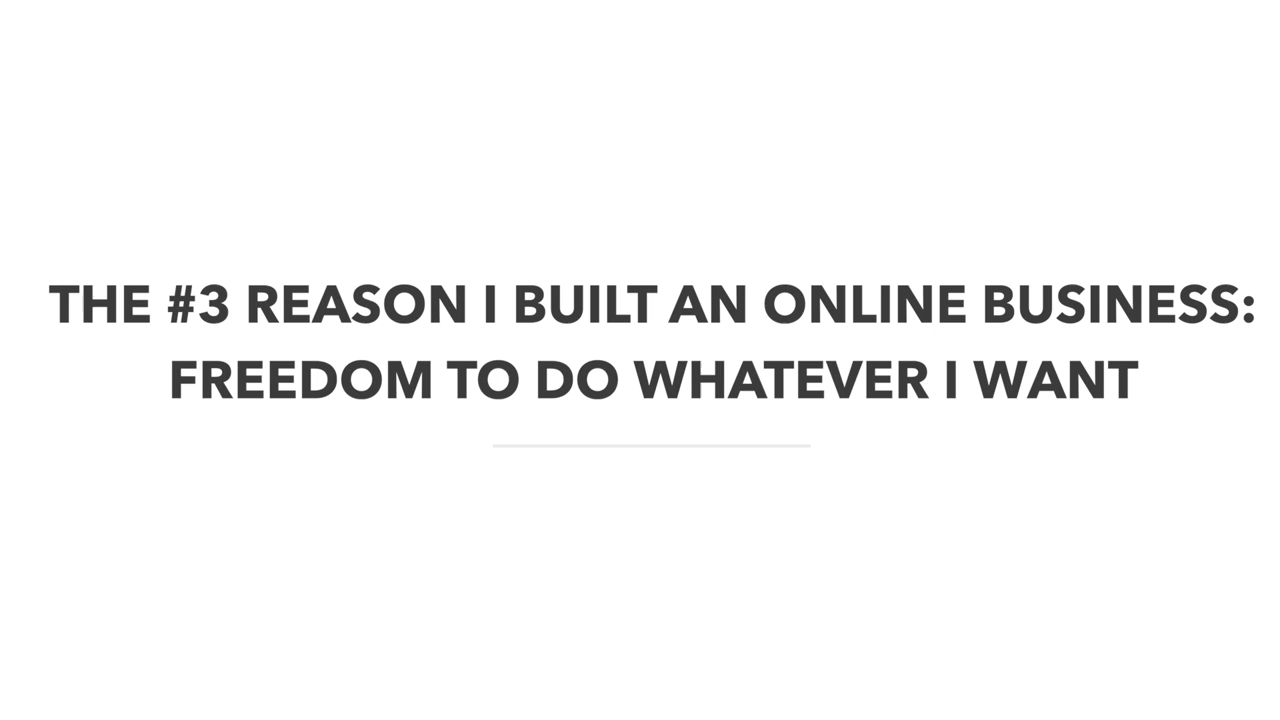 THE #3 REASON I BUILT AN ONLINE BUSINESS:
FREEDOM TO DO WHATEVER I WANT